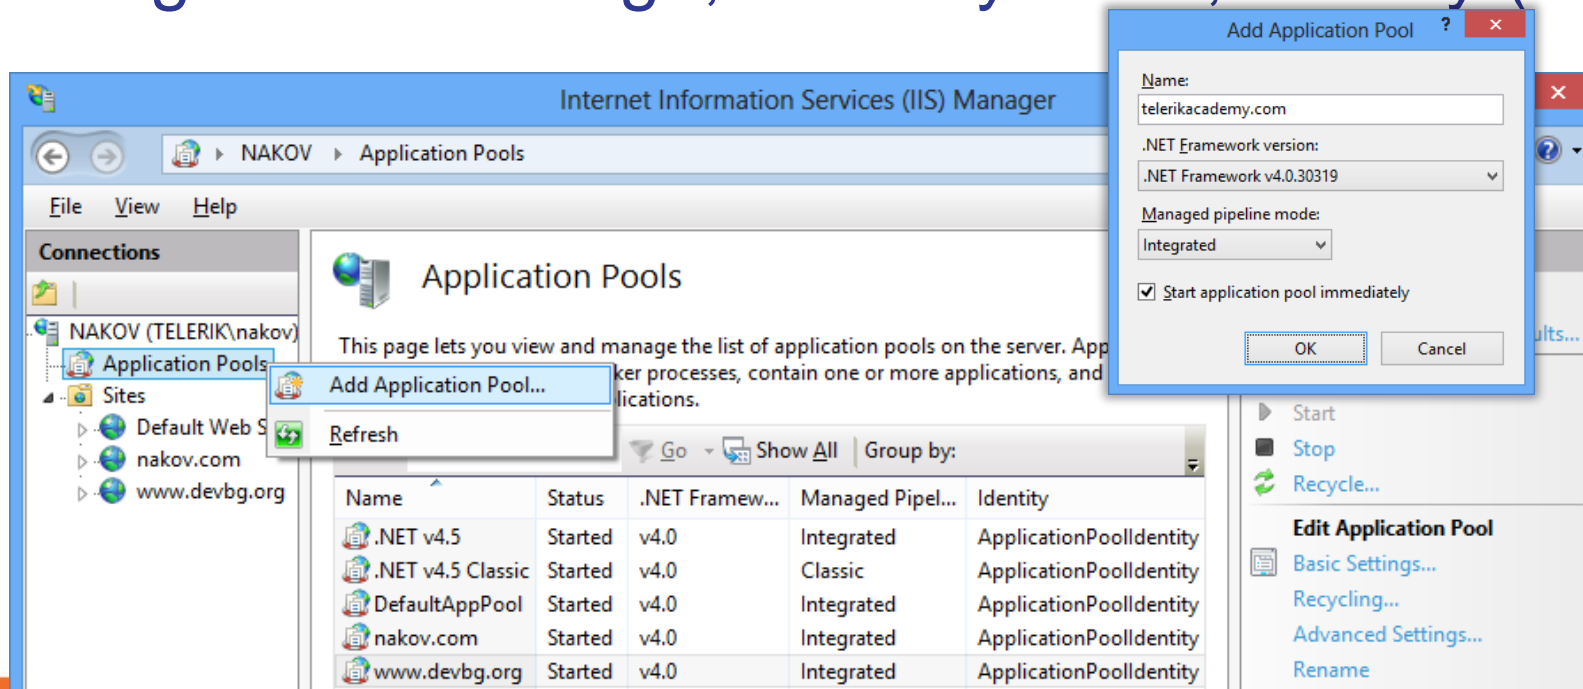 Add Application Pool ?
Name:
telerikacademy.com
.NET Framework version:
.NET Framework v4.0.30319
Managed pipeline mode:
Integrated
Start application pool immediately
OK Cancel
Internet Information Services (IIS) Manager
NAKOV Application Pools
File View Help
Connections
NAKOV (TELERIK\nakov)
Application Pools
Sites
Default Web S
nakov.com
www.devbg.org
Add Application Pool...
Refresh
Application Pools
This page lets you view and manage the list of application pools on the server. App
ker processes, contain one or more applications, and
lications.
Go Show All Group by:
Name Status .NET Framew... Managed Pipel... Identity
.NET v4.5 Started v4.0 Integrated ApplicationPoolIdentity
.NET v4.5 Classic Started v4.0 Classic ApplicationPoolIdentity
DefaultAppPool Started v4.0 Integrated ApplicationPoolIdentity
nakov.com Started v4.0 Integrated ApplicationPoolIdentity
www.devbg.org Started v4.0 Integrated ApplicationPoolIdentity
ults...
Start
Stop
Recycle...
Edit Application Pool
Basic Settings...
Recycling...
Advanced Settings...
Rename